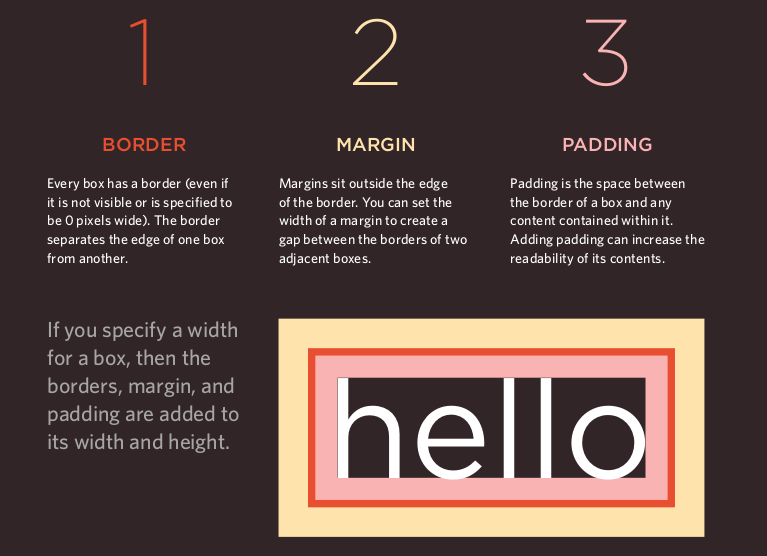 1
2
3
BORDER
MARGIN
PADDING
Every box has a border (even if
it is not visible or is specified to
be 0 pixels wide). The border
separates the edge of one box
from another.
Margins sit outside the edge
of the border. You can set the
width of a margin to create a
gap between the borders of two
adjacent boxes.
Padding is the space between
the border of a box and any
content contained within it.
Adding padding can increase the
readability of its contents.
If you specify a width
for a box, then the
borders, margin, and
padding are added to
its width and height.
hello